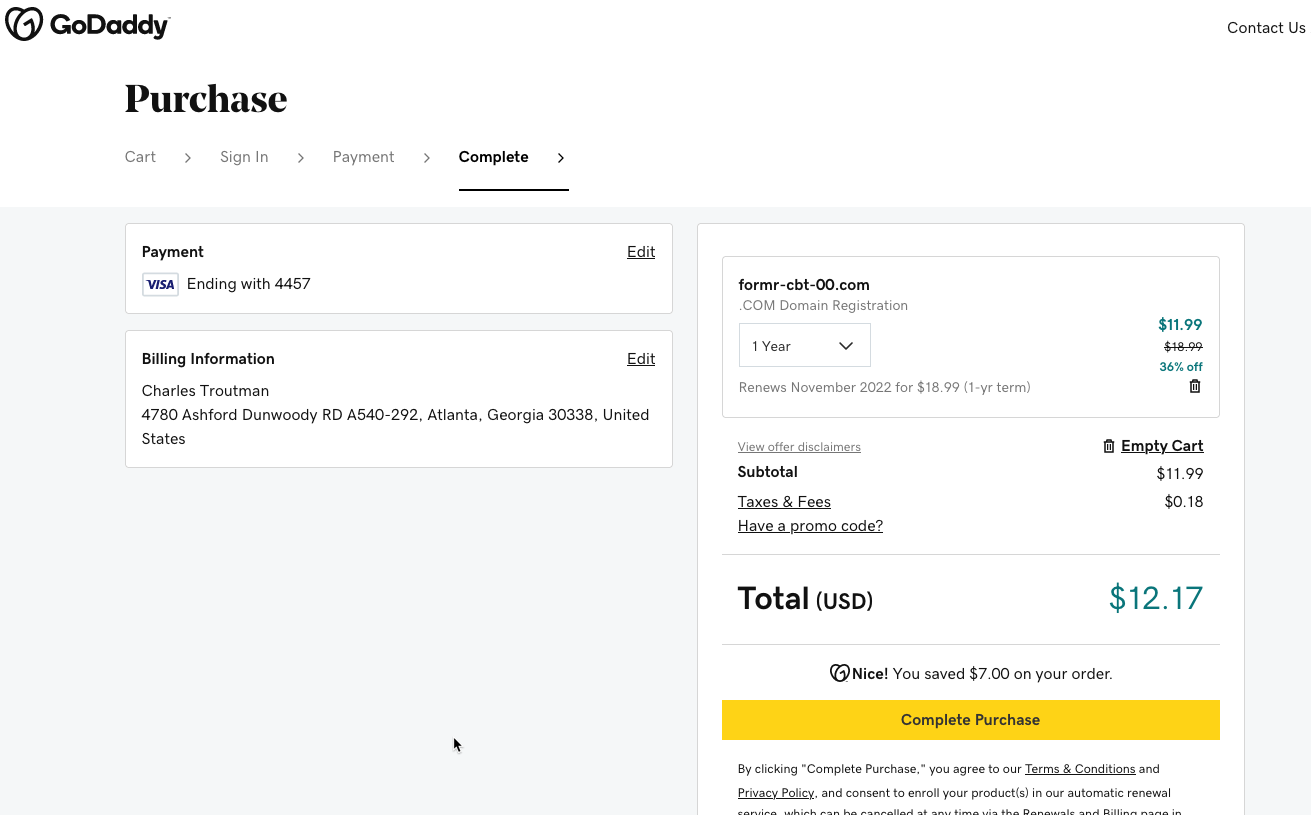 GoDaddy
Contact Us
Purchase
Cart
Sign In
Payment
Complete
Payment
Edit
VISA Ending with 4457
Billing Information
Edit
Charles Troutman
4780 Ashford Dunwoody RD A540-292, Atlanta, Georgia 30338, United
States
formr-cbt-00.com
.COM Domain Registration
1 Year
$11.99
$18.99
36% off
Renews November 2022 for $18.99 (1-yr term)
View offer disclaimers
Empty Cart
Subtotal
$11.99
Taxes & Fees
$0.18
Have a promo code?
Total (USD)
$12.17
Nice! You saved $7.00 on your order.
Complete Purchase
By clicking "Complete Purchase," you agree to our Terms & Conditions and
Privacy Policy, and consent to enroll your product(s) in our automatic renewal
service, which can be cancelled at any time via the Renewals and Billing page in